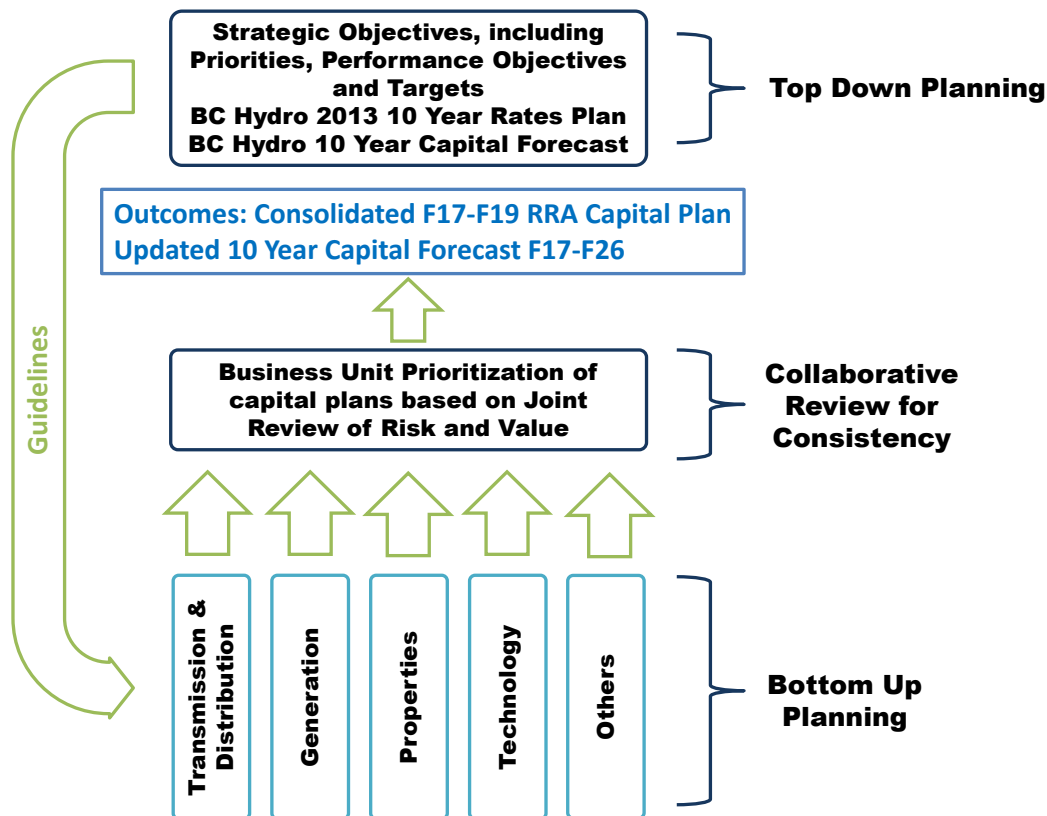 Strategic Objectives, including
Priorities, Performance Objectives
and Targets
BC Hydro 2013 10 Year Rates Plan
BC Hydro 10 Year Capital Forecast
Top Down Planning
Outcomes: Consolidated F17-F19 RRA Capital Plan
Updated 10 Year Capital Forecast F17-F26
Guidelines
Business Unit Prioritization of
capital plans based on Joint
Review of Risk and Value
Collaborative
Review for
Consistency
Transmission &
Distribution
Generation
Properties
Technology
Others
Bottom Up
Planning